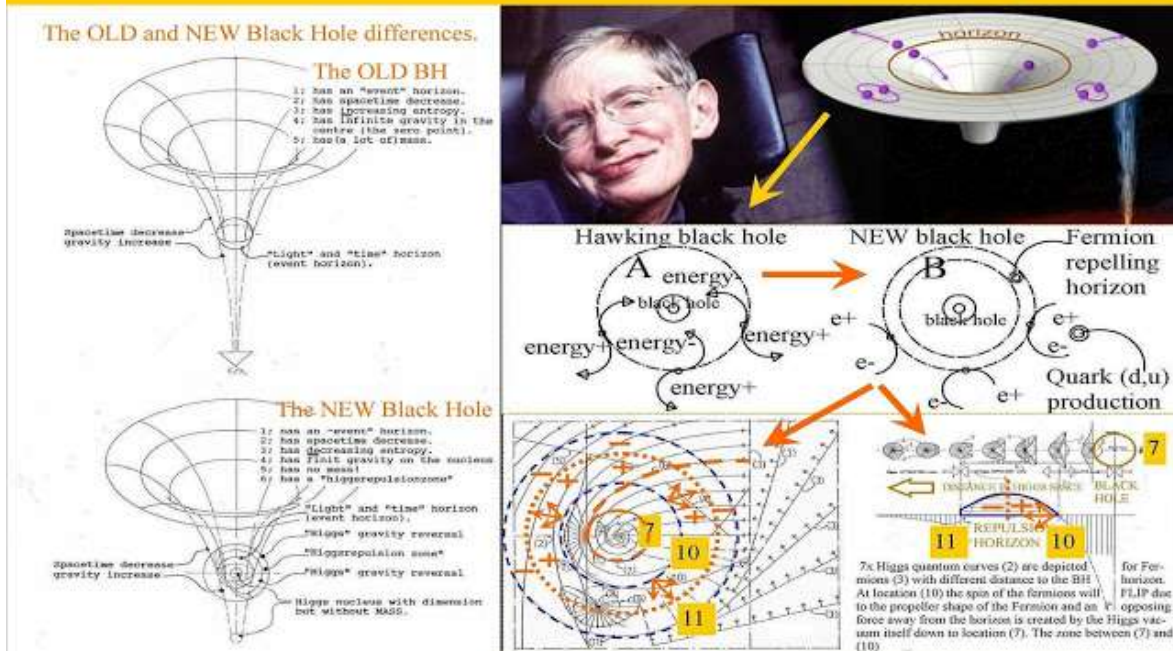 The OLD and NEW Black Hole differences.
The OLD BH
1; has an "event" horizon.
2; has spacetime decrease.
3; has increasing entropy.
4; has infinite gravity in the
centre (the zero point).
5; has(a lot of)mass.
Spacetime decrease
gravity increase
"Light" and "time" horizon
(event horizon).
The NEW Black Hole
1; has an "event" horizon.
2; has spacetime decrease.
3; has decreasing entropy.
4; has finit gravity on the nucleus
5; has no mass!
6; has a "higgsrepulsionzone"
"Light" and "time" horizon
(event horizon).
"Higgs" gravity reversal
"Higgsrepulsion zone"
"Higgs" gravity reversal
Spacetime decrease
gravity increase
Higgs nucleus with dimension
but without MASS.
horizon
Hawking black hole
A
energy-
black hole
energy+
energy-
energy+
energy+
NEW black hole
B
black hole
Fermion
repelling
horizon
e+
e-
e+
e-
e-
e+
Quark (d,u)
production
7
10
11
7
DISTANCE IN HIGGS SPACE
BLACK
HOLE
REPULSION
HORIZON
11
10
7x Higgs quantum curves (2) are depicted for Fer-
mions (3) with different distance to the BH horizon.
At location (10) the spin of the fermions will FLIP due
to the propeller shape of the Fermion and an opposing
force away from the horizon is created by the Higgs vac-
uum itself down to location (7). The zone between (7) and
(10)